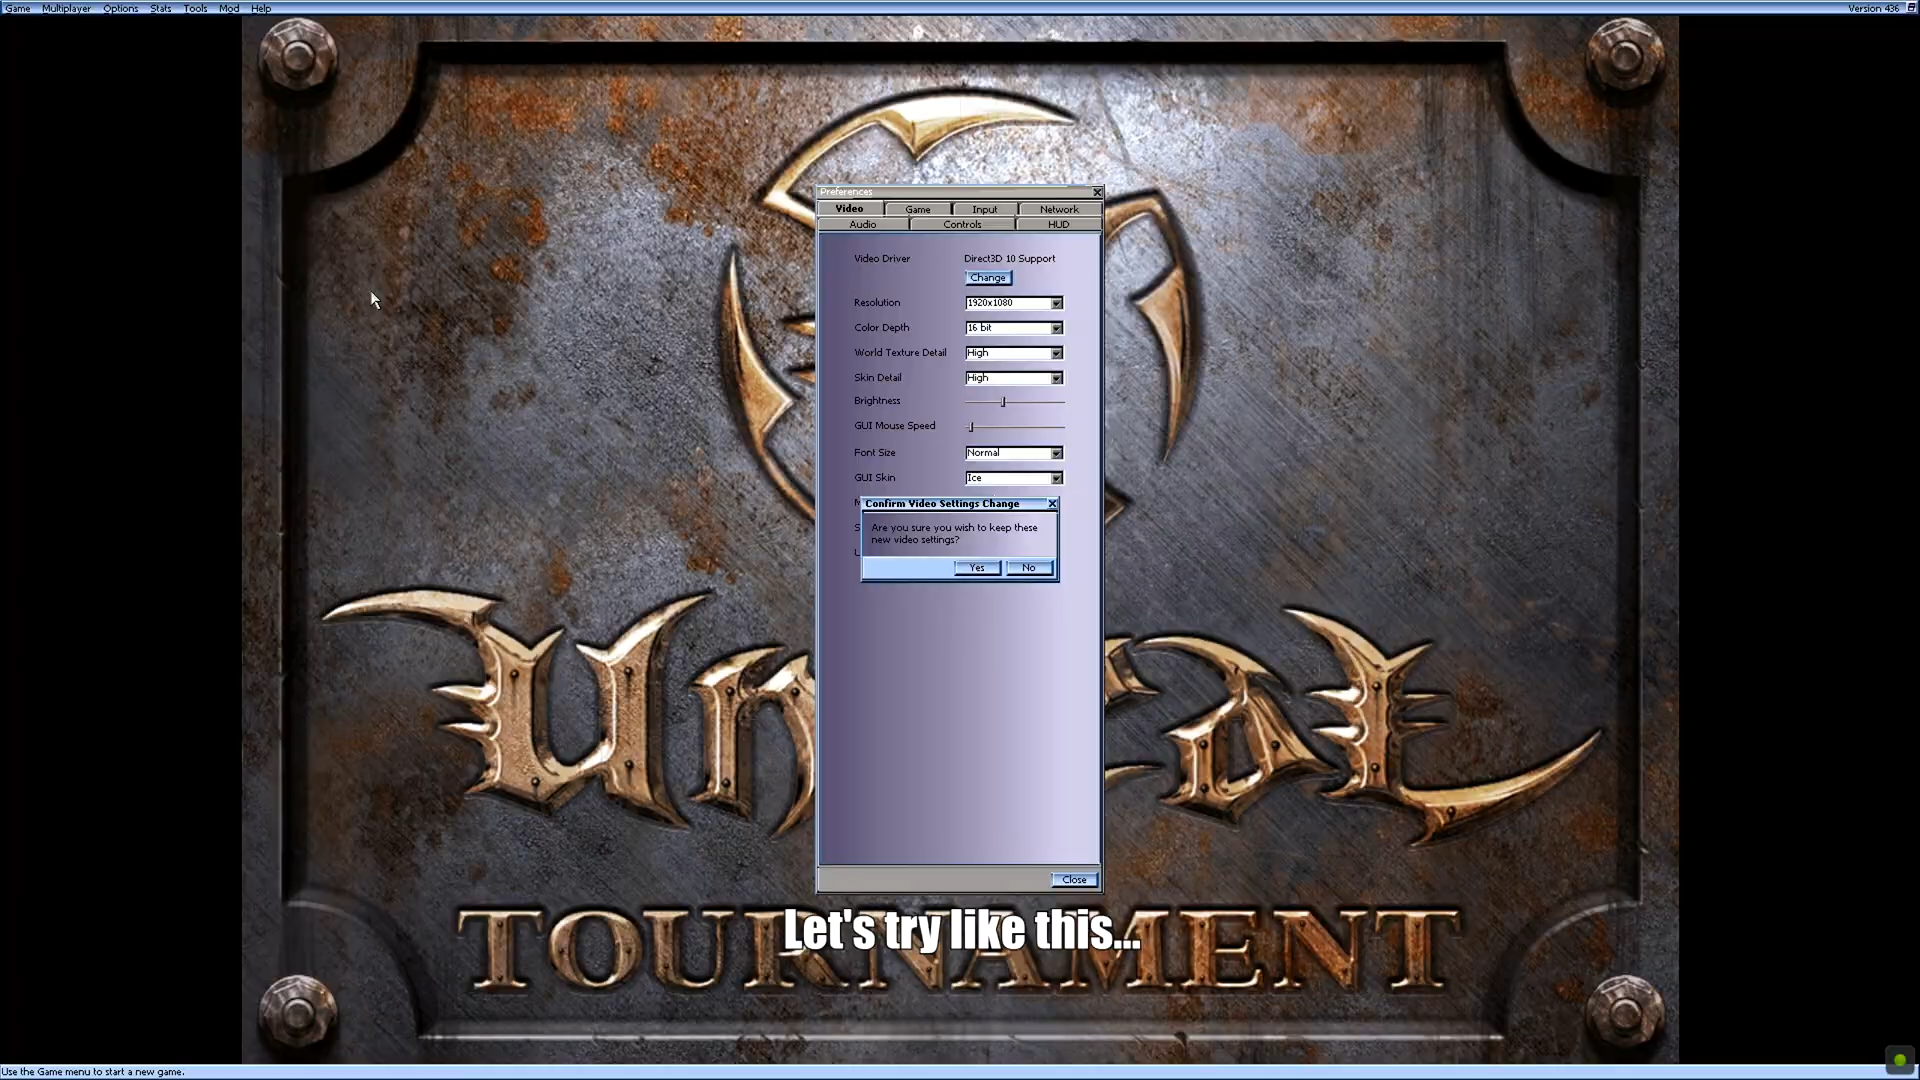 Game Multiplayer Options Stats Tools Mod Help Version 436
Preferences
Video Game Input Network
Audio Controls HUD
Video Driver Direct3D 10 Support
Change
Resolution 1920x1080
Color Depth 16 bit
World Texture Detail High
Skin Detail High
Brightness
GUI Mouse Speed
Font Size Normal
GUI Skin Ice
Confirm Video Settings Change
Are you sure you wish to keep these
new video settings?
Yes No
Close
Let's try like this...
TOURNAMENT
Use the Game menu to start a new game.